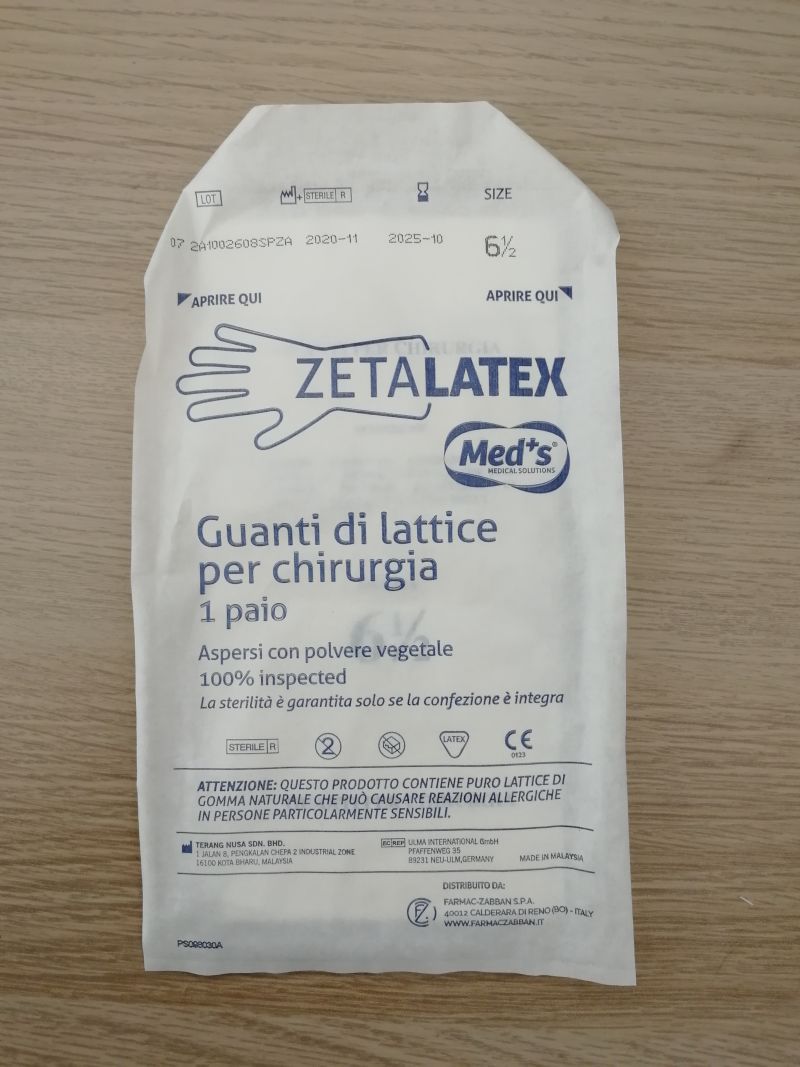 LOT + STERILE R SIZE
07 2A1002608SPZA 2020-11 2025-10 6½
APRIRE QUI APRIRE QUI
ZETALATEX
Med+s®
MEDICAL SOLUTIONS
Guanti di lattice
per chirurgia
1 paio
Aspersi con polvere vegetale
100% inspected
La sterilità è garantita solo se la confezione è integra
STERILE R 2 LATEX CE
0123
ATTENZIONE: QUESTO PRODOTTO CONTIENE PURO LATTICE DI
GOMMA NATURALE CHE PUÒ CAUSARE REAZIONI ALLERGICHE
IN PERSONE PARTICOLARMENTE SENSIBILI.
TERANG NUSA SDN. BHD.
1 JALAN 8, PENGKALAN CHEPA 2 INDUSTRIAL ZONE
16100 KOTA BHARU, MALAYSIA
EC REP ULMA INTERNATIONAL GmbH
PFAFFENWEG 35
89231 NEU-ULM, GERMANY
MADE IN MALAYSIA
DISTRIBUITO DA:
FZ. FARMAC-ZABBAN S.P.A.
40012 CALDERARA DI RENO (BO) - ITALY
WWW.FARMACZABBAN.IT
PS098030A